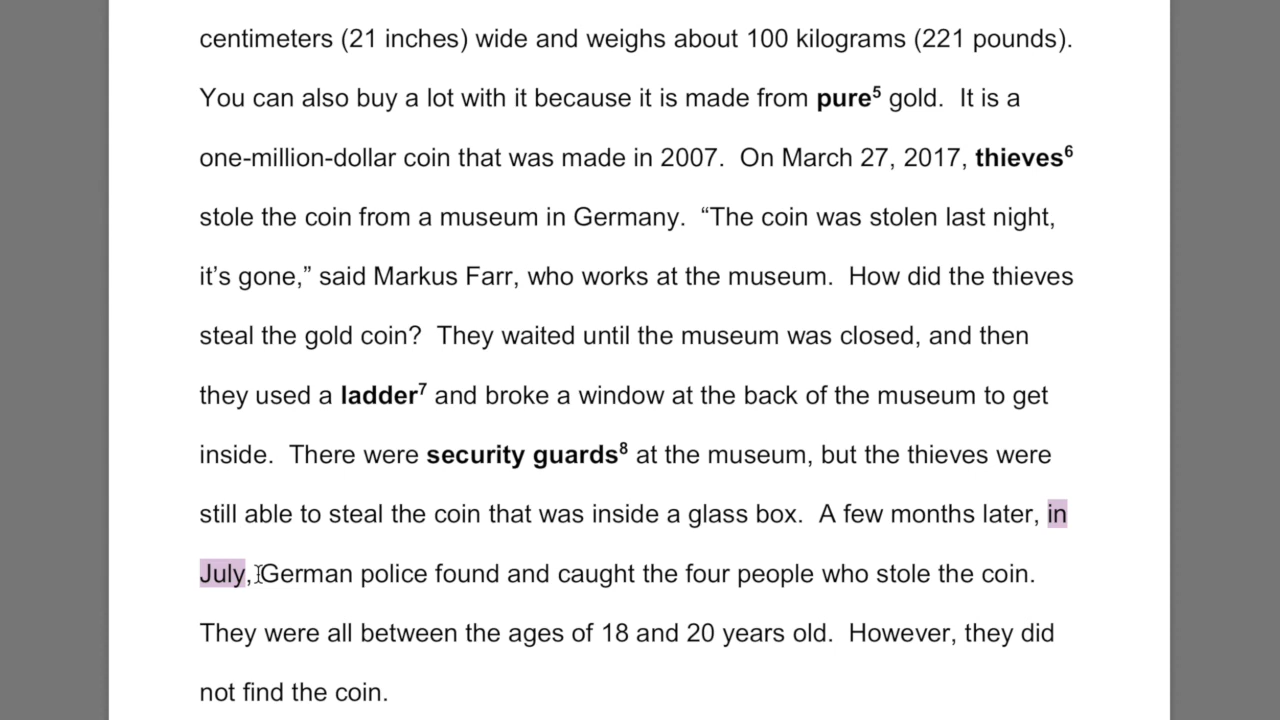 centimeters (21 inches) wide and weighs about 100 kilograms (221 pounds).
You can also buy a lot with it because it is made from pure⁵ gold.  It is a
one-million-dollar coin that was made in 2007.  On March 27, 2017, thieves⁶
stole the coin from a museum in Germany.  “The coin was stolen last night,
it’s gone,” said Markus Farr, who works at the museum.  How did the thieves
steal the gold coin?  They waited until the museum was closed, and then
they used a ladder⁷ and broke a window at the back of the museum to get
inside.  There were security guards⁸ at the museum, but the thieves were
still able to steal the coin that was inside a glass box.  A few months later, in
July, German police found and caught the four people who stole the coin.
They were all between the ages of 18 and 20 years old.  However, they did
not find the coin.